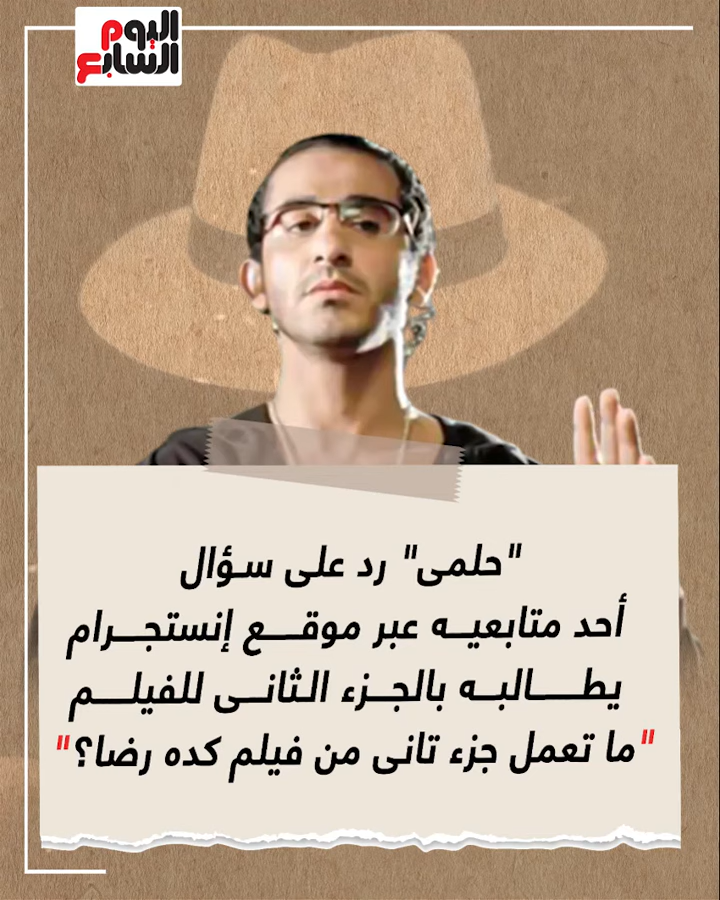 اليوم
السابع
"حلمى" رد على سؤال
أحد متابعيه عبر موقع إنستجرام
يطالبه بالجزء الثانى للفيلم
"ما تعمل جزء تانى من فيلم كده رضا؟"